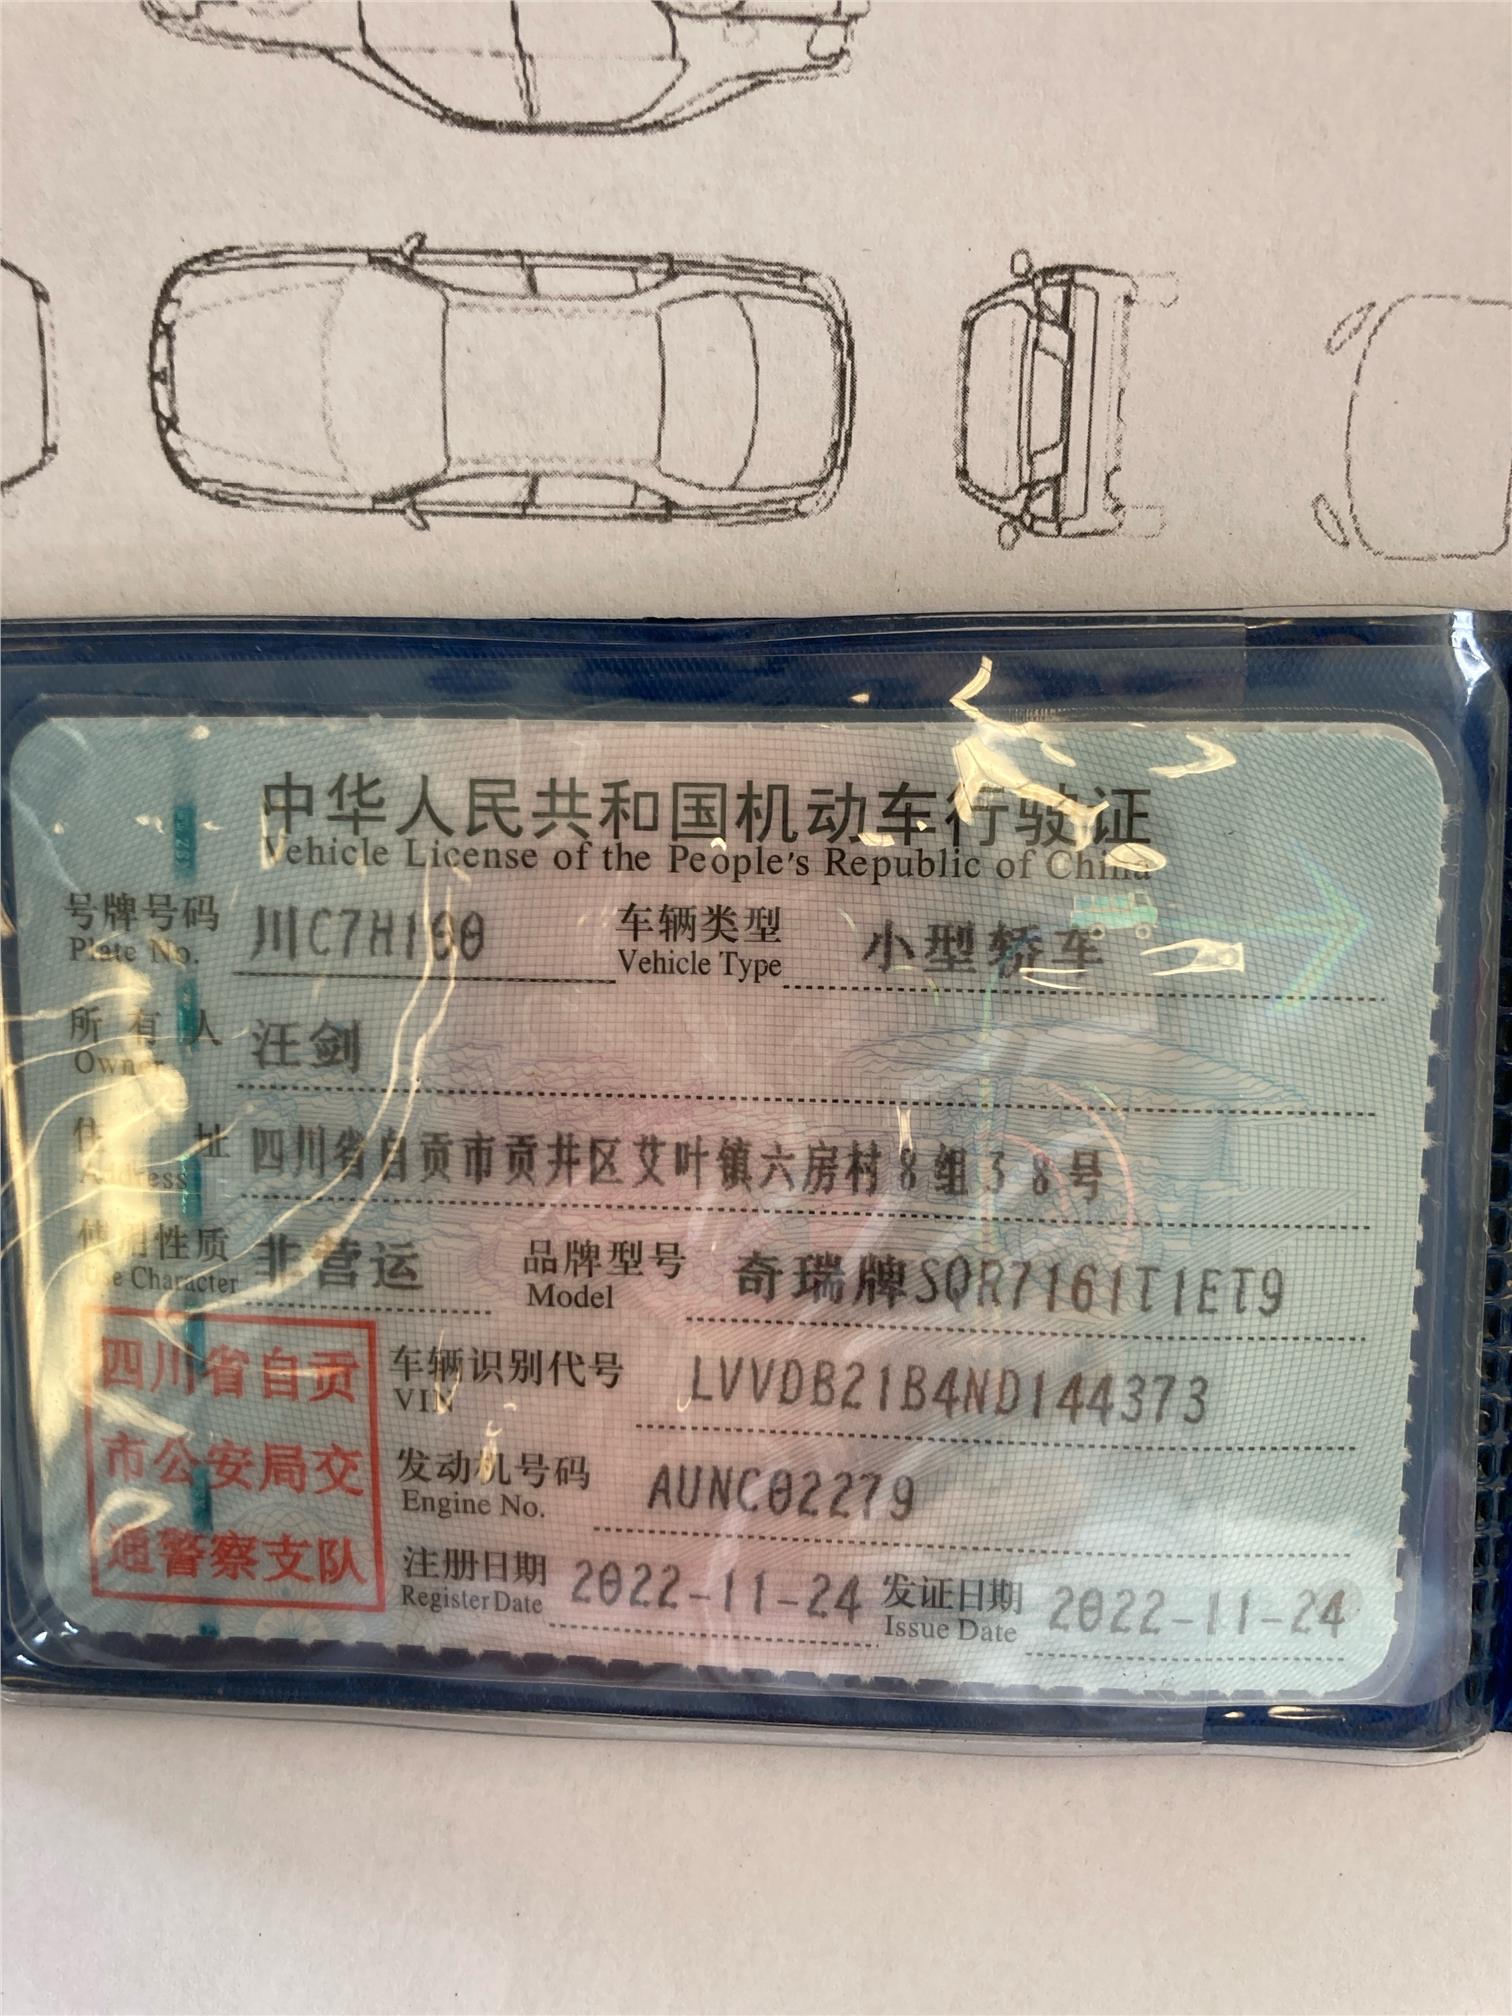 中华人民共和国机动车行驶证
Vehicle License of the People's Republic of China
号牌号码 川C7H100 车辆类型 小型轿车
Plate No. Vehicle Type
所有人 汪剑
Owner
住址 四川省自贡市贡井区艾叶镇六房村8组38号
Address
使用性质 非营运 品牌型号 奇瑞牌SQR7161T1ET9
Use Character Model
四川省自贡
市公安局交
通警察支队
车辆识别代号 LVVDB21B4ND144373
VIN
发动机号码 AUNC02279
Engine No.
注册日期 2022-11-24 发证日期 2022-11-24
Register Date Issue Date